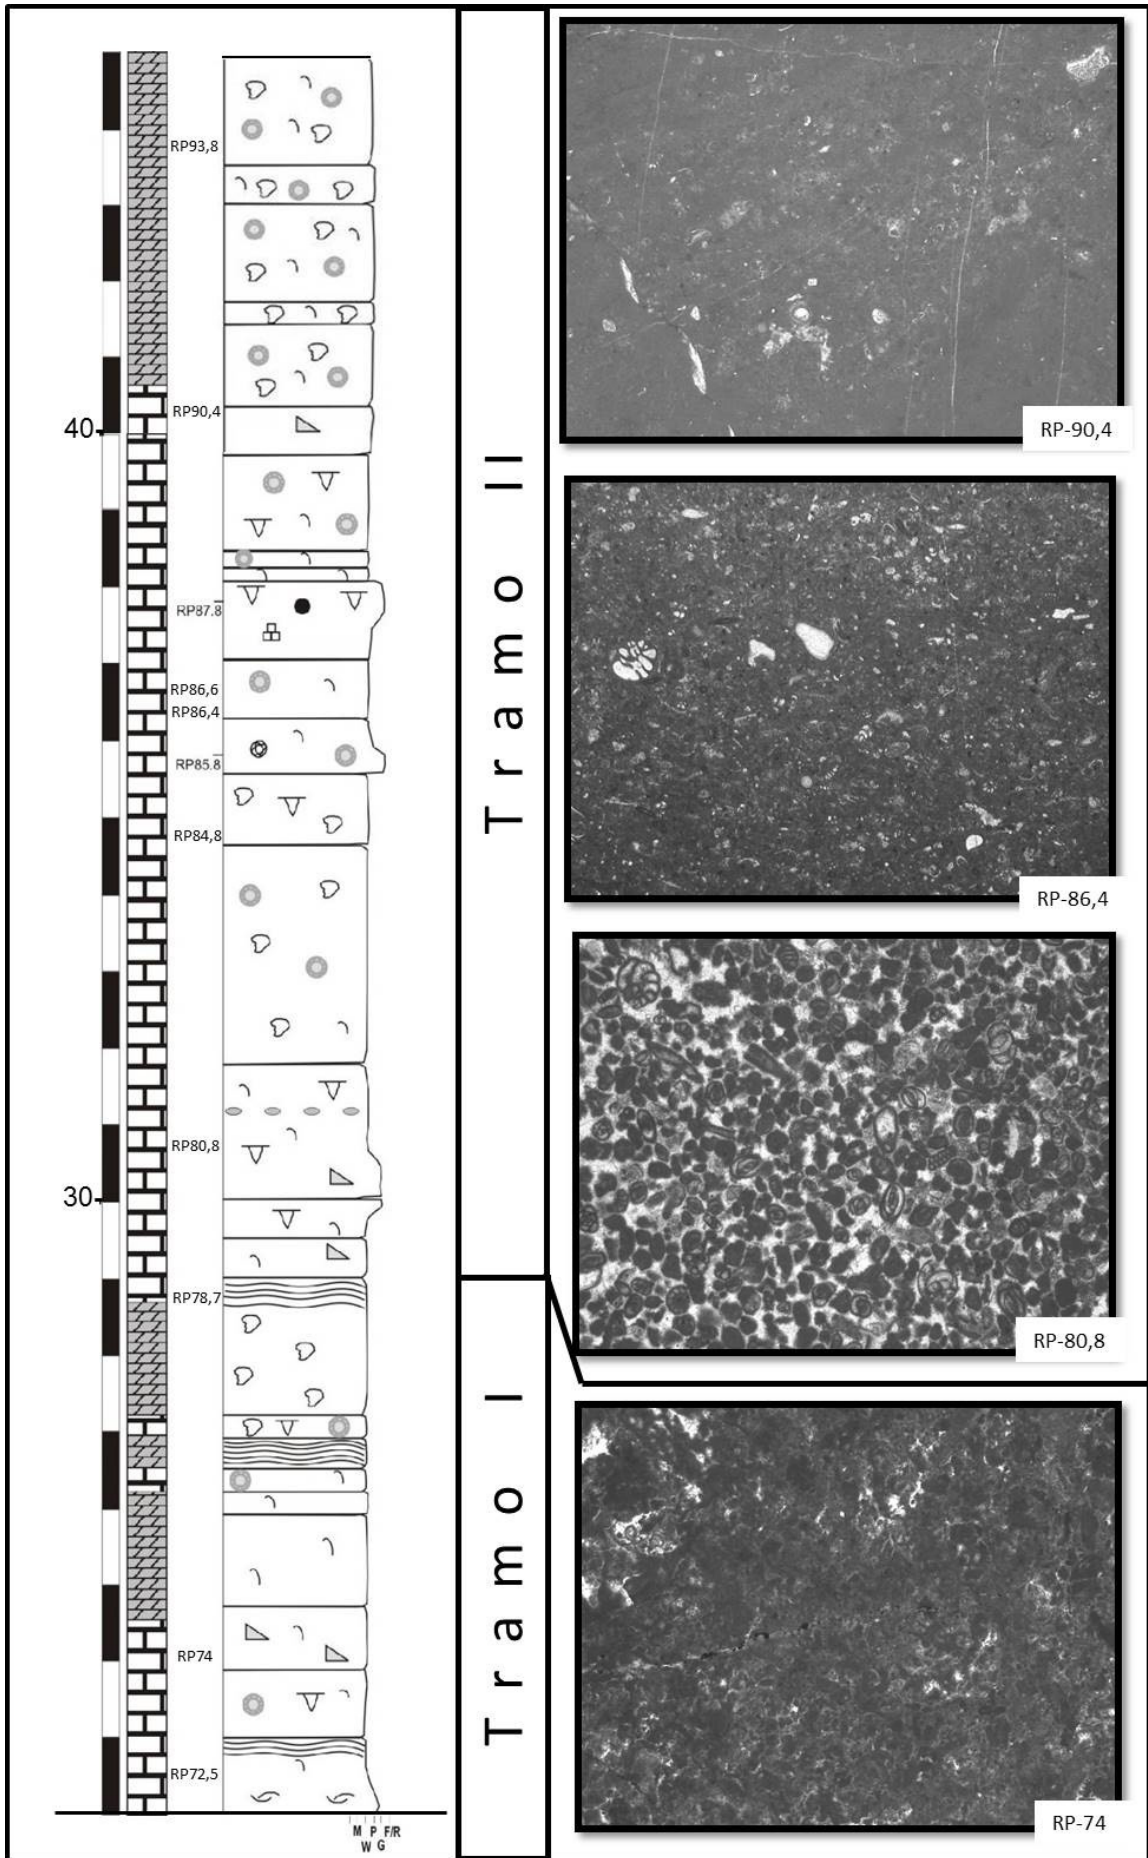 RP93,8
RP90,4
40
RP87.8
RP86,6
RP86,4
RP85.8
RP84,8
RP80,8
30
RP78,7
RP74
RP72,5
M P F/R
W G
Tramo II
Tramo I
RP-90,4
RP-86,4
RP-80,8
RP-74